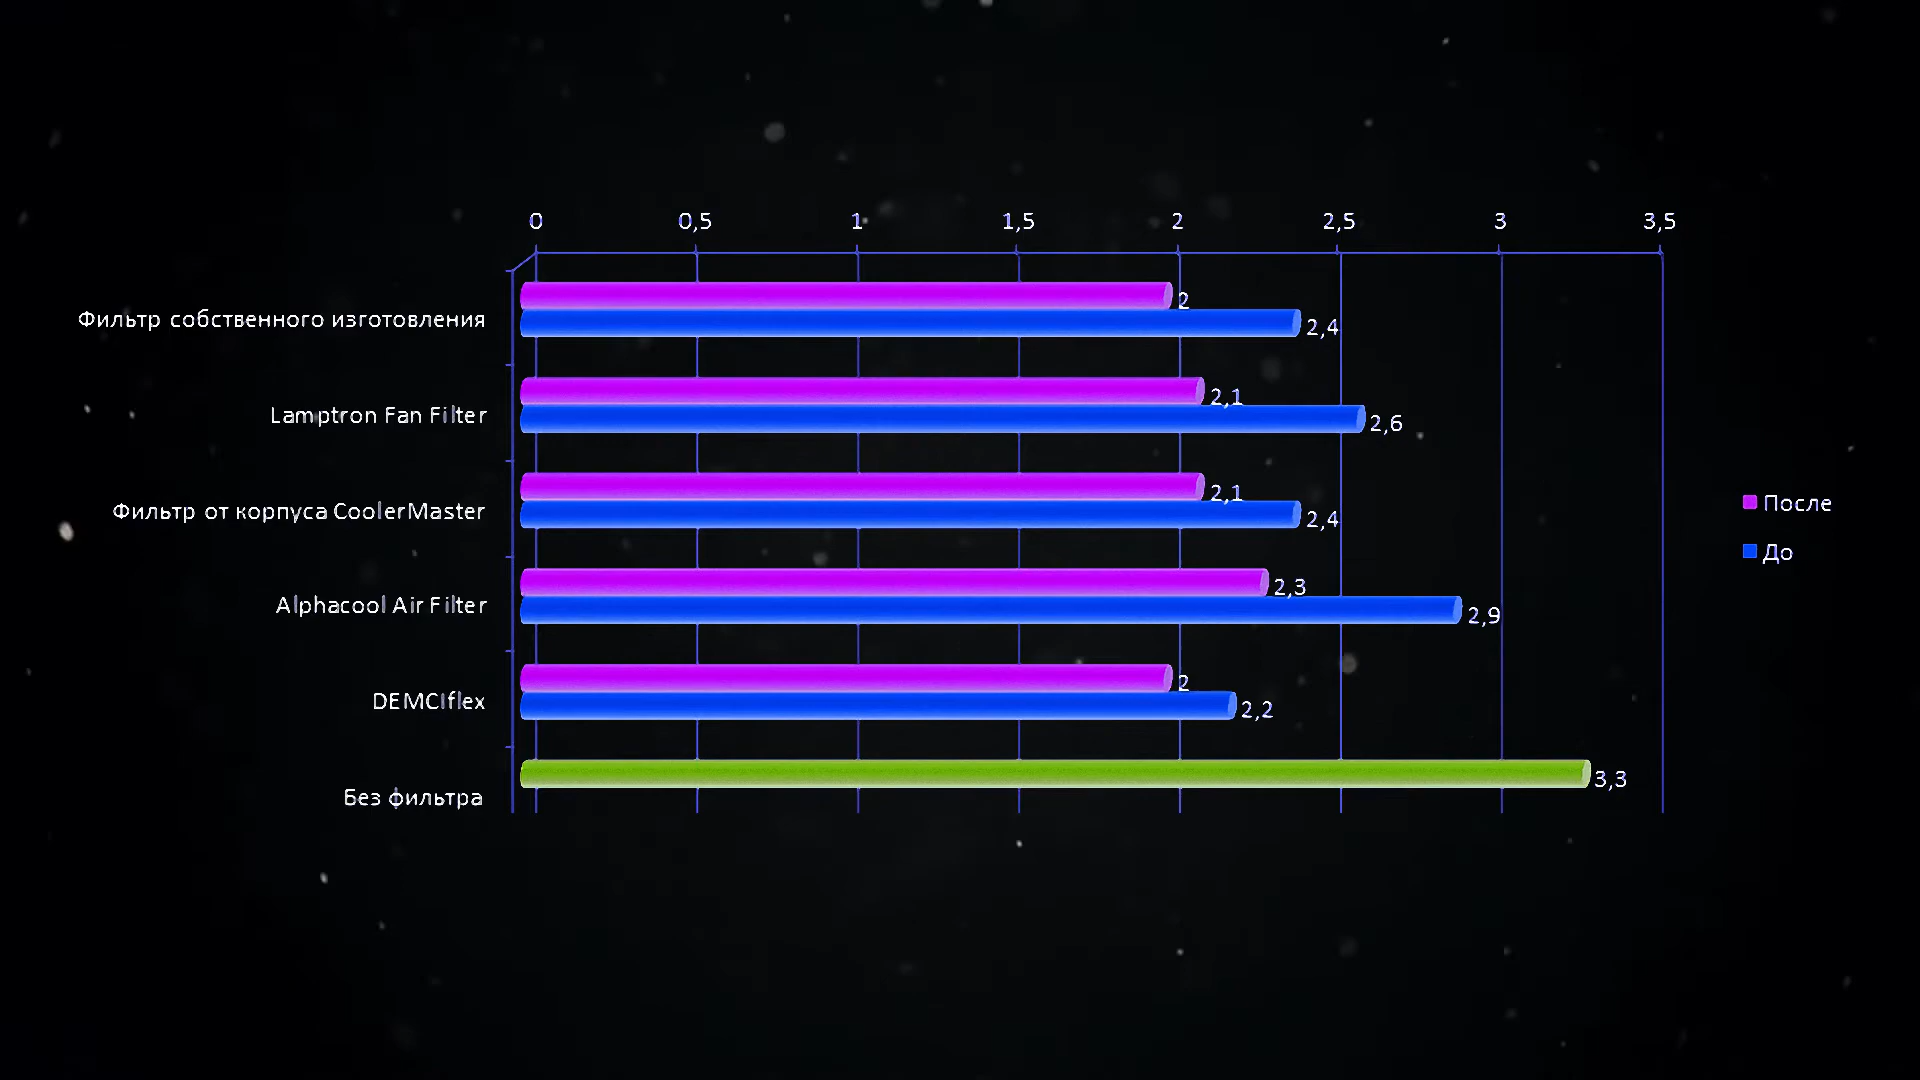 0 0,5 1 1,5 2 2,5 3 3,5
Фильтр собственного изготовления
2
2,4
Lamptron Fan Filter
2,1
2,6
Фильтр от корпуса CoolerMaster
2,1
2,4
Alphacool Air Filter
2,3
2,9
DEMCIflex
2
2,2
Без фильтра
3,3
После
До